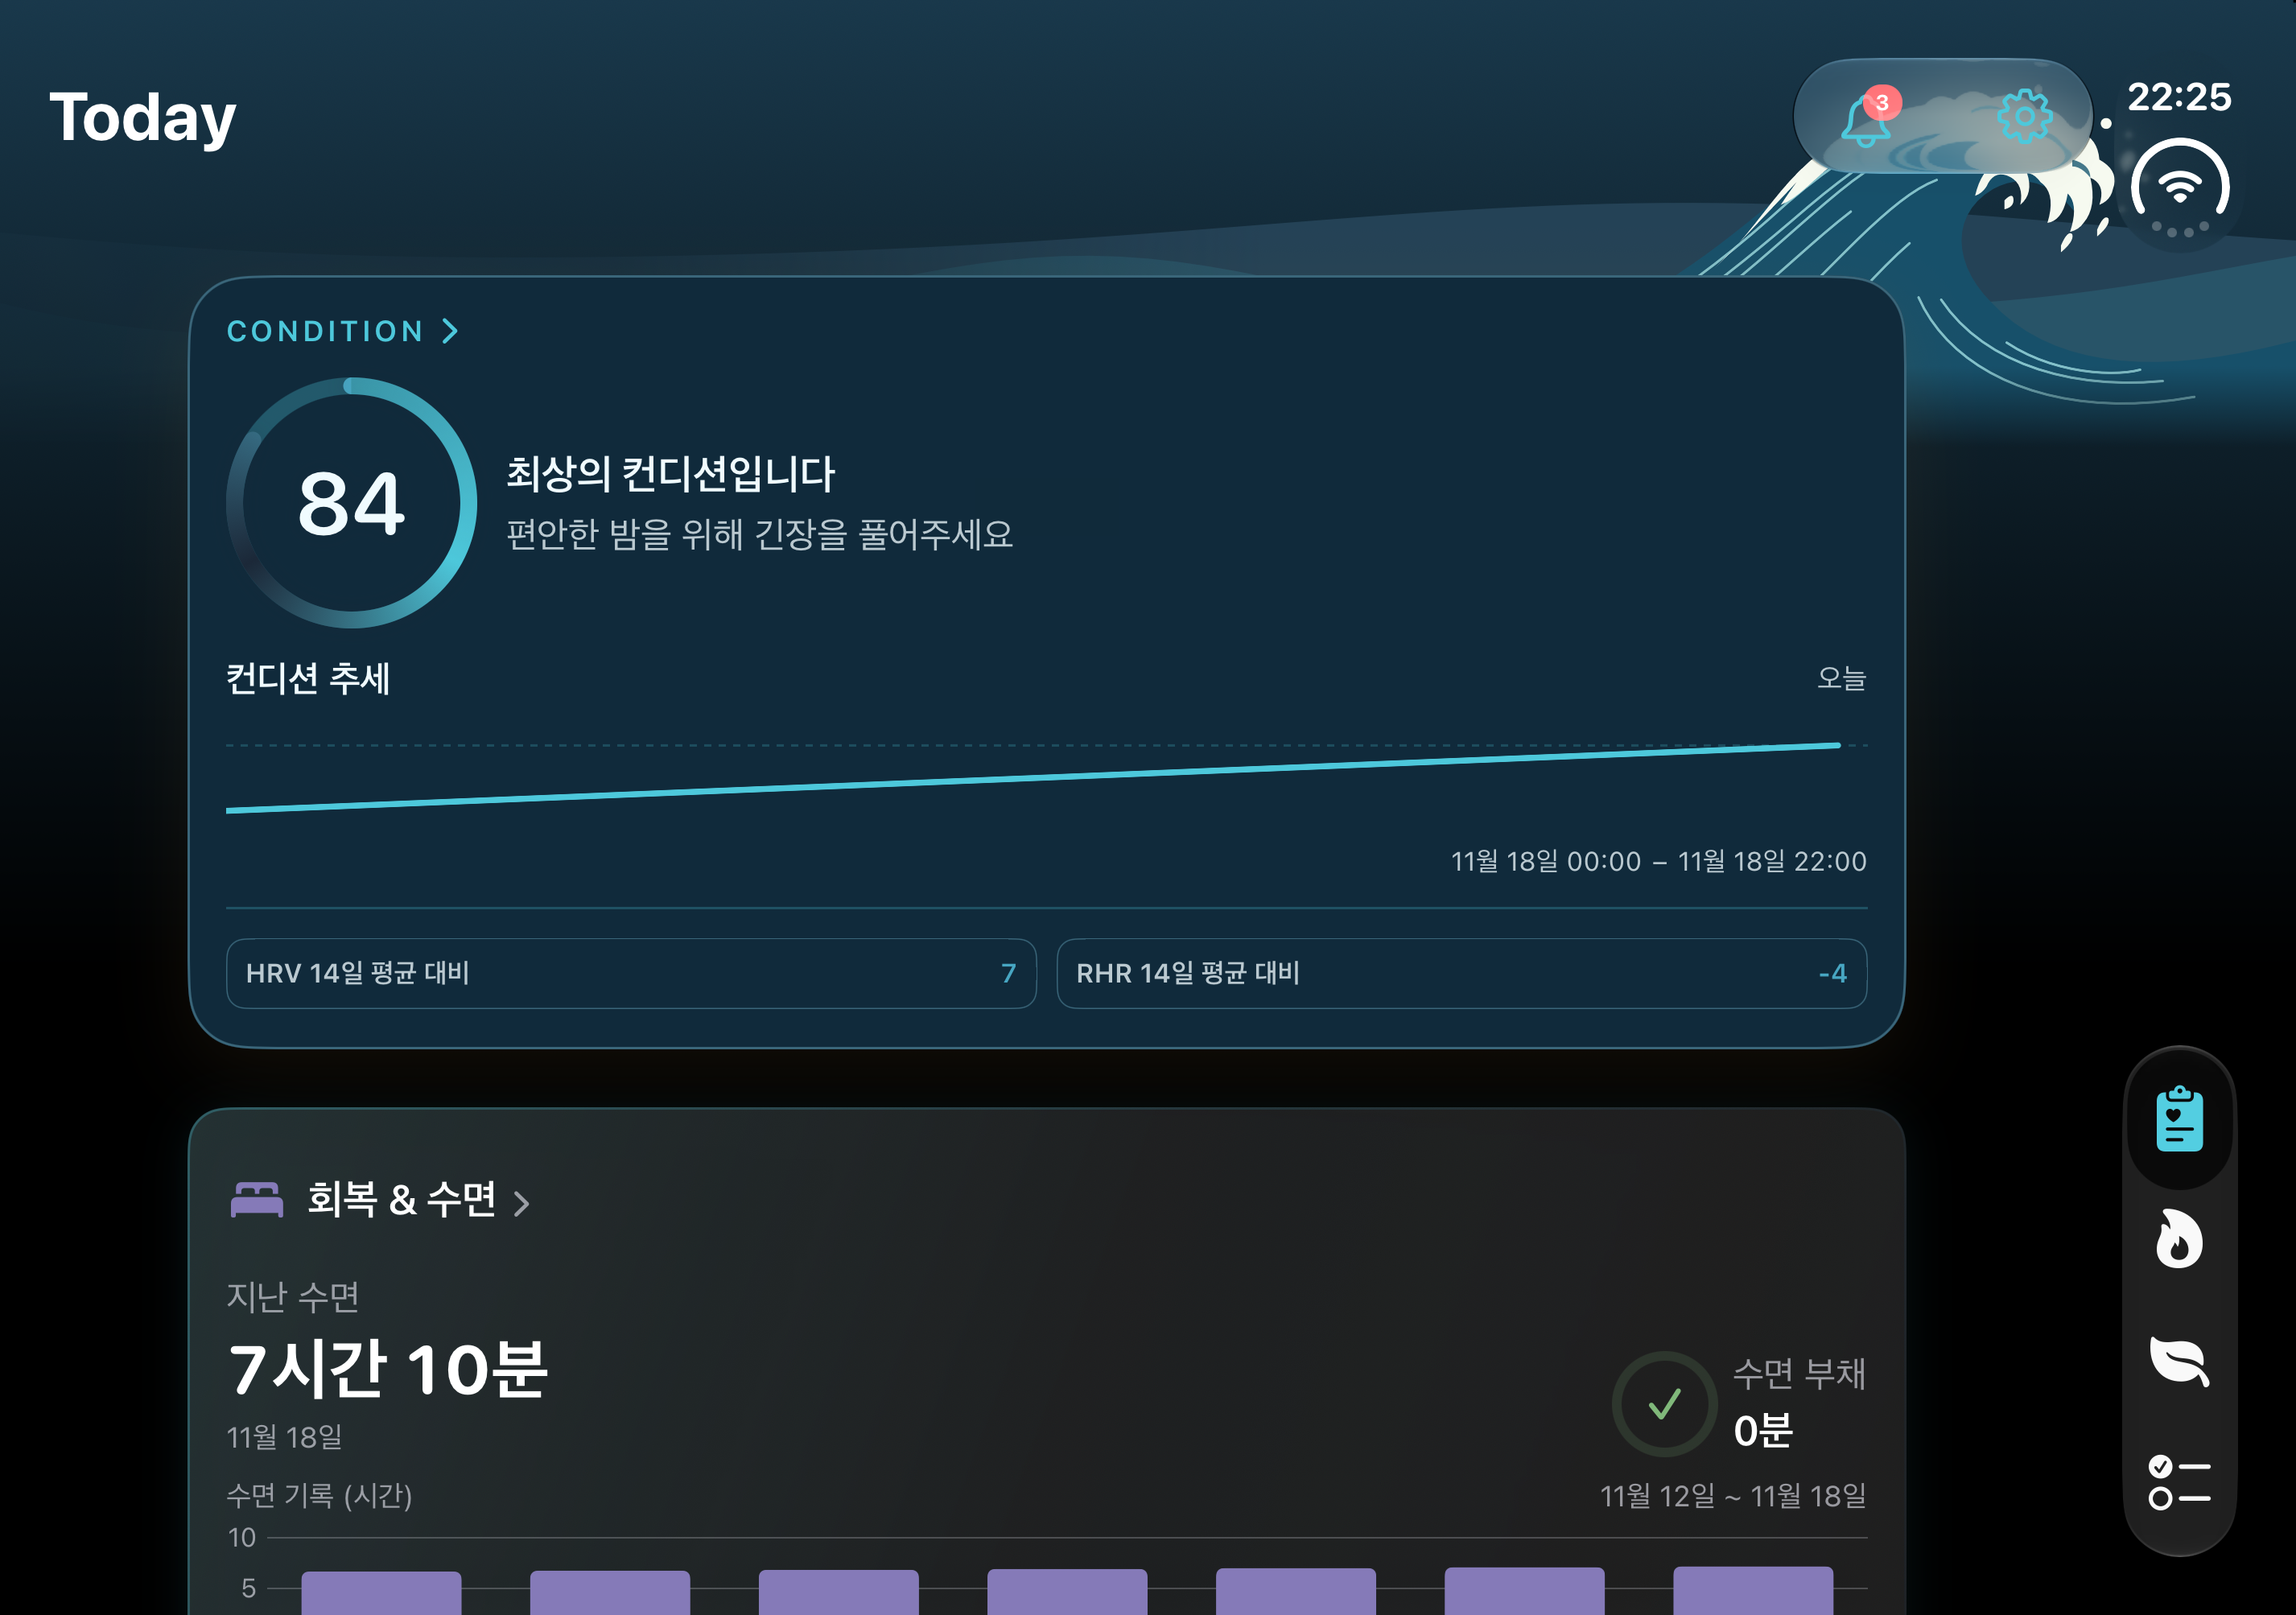 Today
3
22:25
CONDITION
84
최상의 컨디션입니다
편안한 밤을 위해 긴장을 풀어주세요
컨디션 추세
오늘
11월 18일 00:00 – 11월 18일 22:00
HRV 14일 평균 대비 7
RHR 14일 평균 대비 -4
회복 & 수면
지난 수면
7시간 10분
11월 18일
수면 부채
0분
수면 기록 (시간)
11월 12일 ~ 11월 18일
10
5